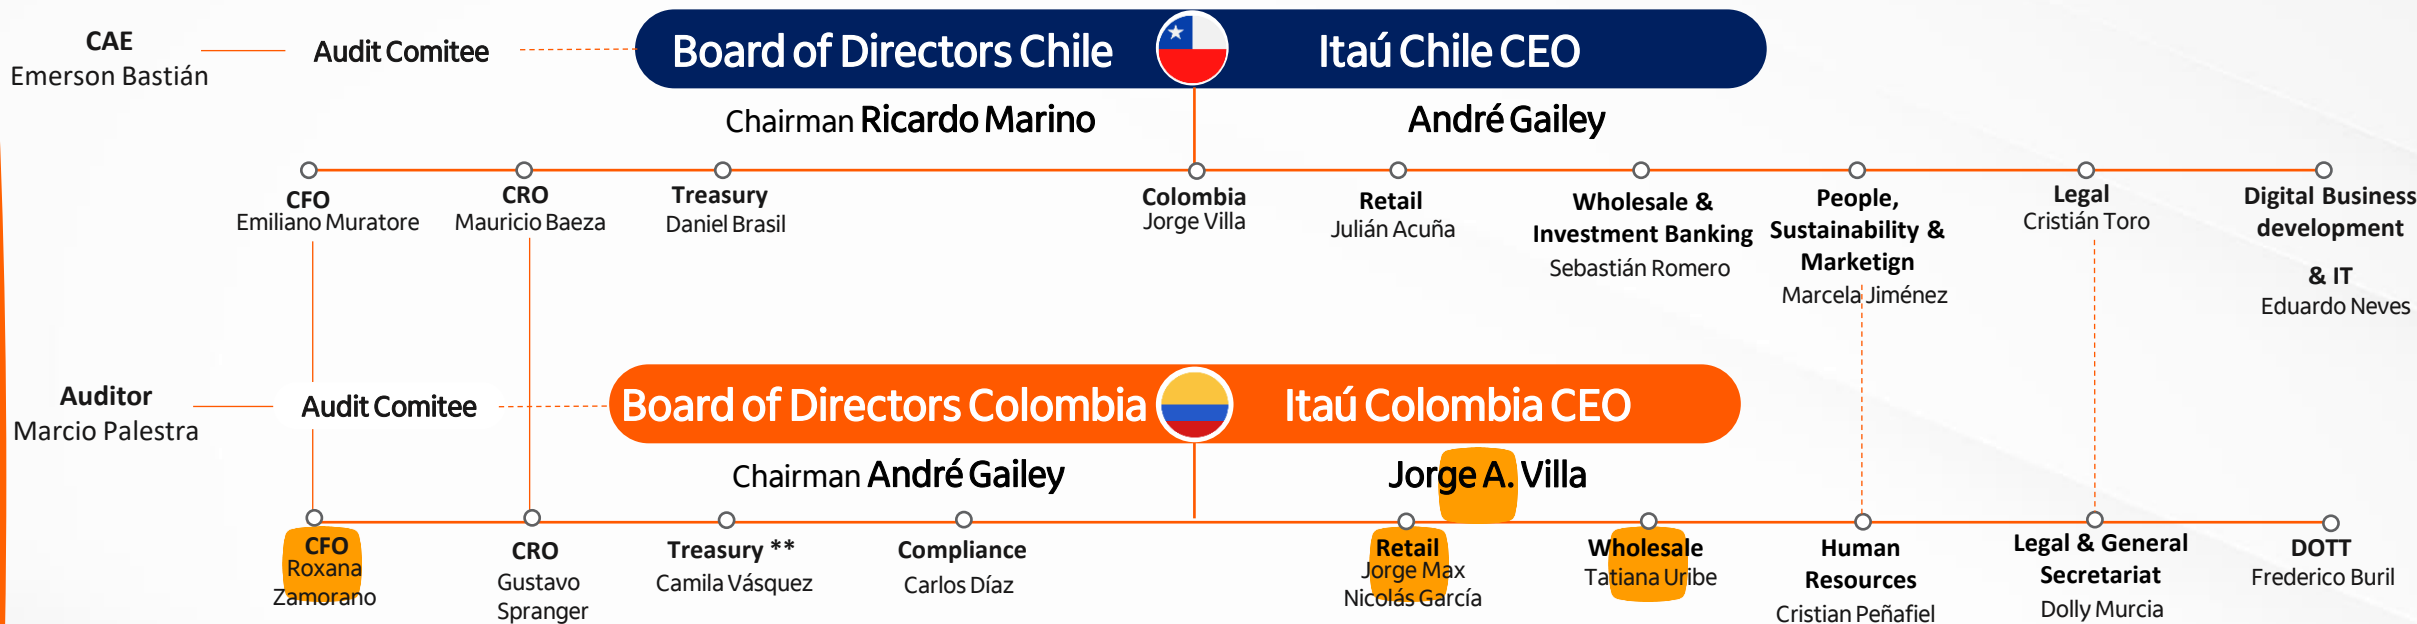 CAE
Emerson Bastián
Audit Comitee
Board of Directors Chile
Itaú Chile CEO
Chairman Ricardo Marino
André Gailey
CFO
Emiliano Muratore
CRO
Mauricio Baeza
Treasury
Daniel Brasil
Colombia
Jorge Villa
Retail
Julián Acuña
Wholesale &
Investment Banking
Sebastián Romero
People,
Sustainability &
Marketign
Marcela Jiménez
Legal
Cristián Toro
Digital Business
development
& IT
Eduardo Neves
Auditor
Marcio Palestra
Audit Comitee
Board of Directors Colombia
Itaú Colombia CEO
Chairman André Gailey
Jorge A. Villa
CFO
Roxana
Zamorano
CRO
Gustavo
Spranger
Treasury **
Camila Vásquez
Compliance
Carlos Díaz
Retail
Jorge Max
Nicolás García
Wholesale
Tatiana Uribe
Human
Resources
Cristian Peñafiel
Legal & General
Secretariat
Dolly Murcia
DOTT
Frederico Buril